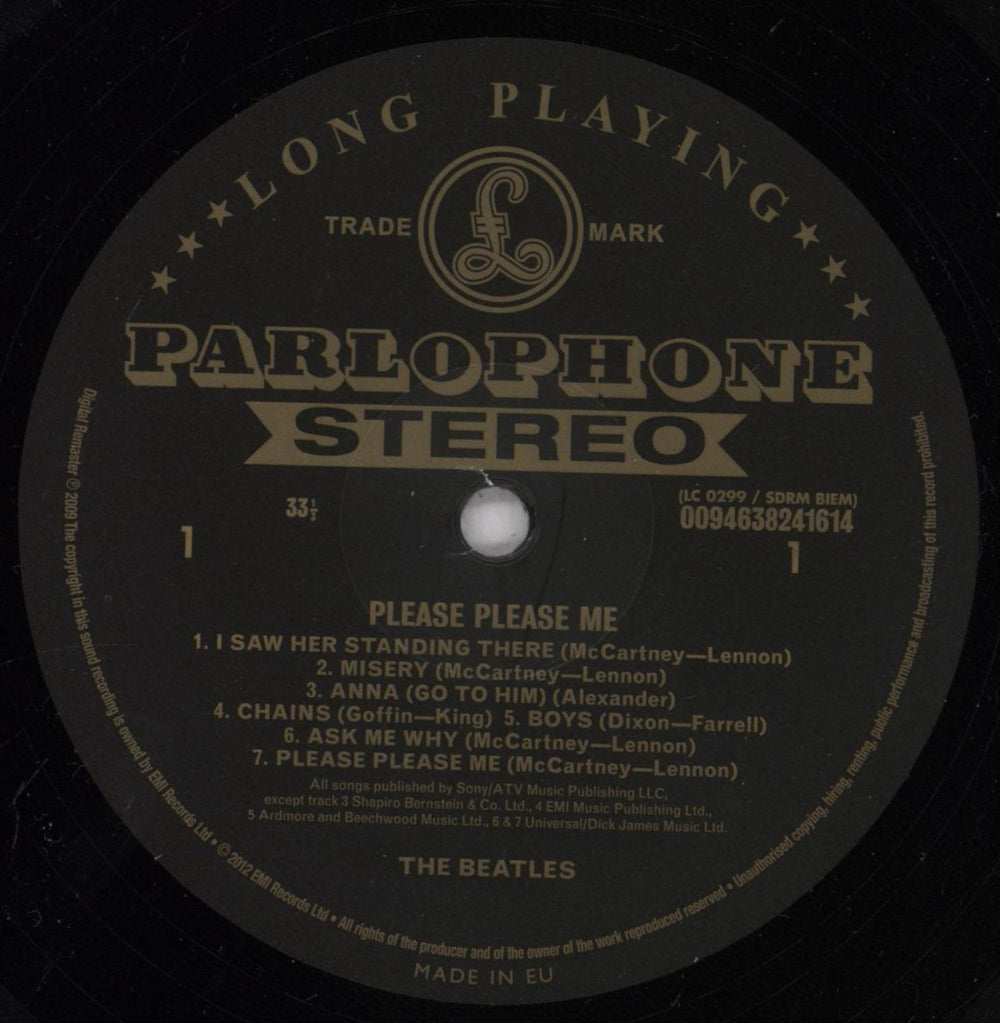 ★★★ LONG PLAYING ★★★
TRADE £ MARK
PARLOPHONE
STEREO
33⅓
(LC 0299 / SDRM BIEM)
0094638241614
1 1
PLEASE PLEASE ME
1. I SAW HER STANDING THERE (McCartney—Lennon)
2. MISERY (McCartney—Lennon)
3. ANNA (GO TO HIM) (Alexander)
4. CHAINS (Goffin—King) 5. BOYS (Dixon—Farrell)
6. ASK ME WHY (McCartney—Lennon)
7. PLEASE PLEASE ME (McCartney—Lennon)
All songs published by Sony/ATV Music Publishing LLC,
except track 3 Shapiro Bernstein & Co. Ltd., 4 EMI Music Publishing Ltd.,
5 Ardmore and Beechwood Music Ltd., 6 & 7 Universal/Dick James Music Ltd.
THE BEATLES
Digital Remaster ℗ 2009 The copyright in this sound recording is owned by EMI Records Ltd • © 2012 EMI Records Ltd • All rights of the producer and of the owner of the work reproduced reserved • Unauthorised copying, hiring, renting, public performance and broadcasting of this record prohibited.
MADE IN EU